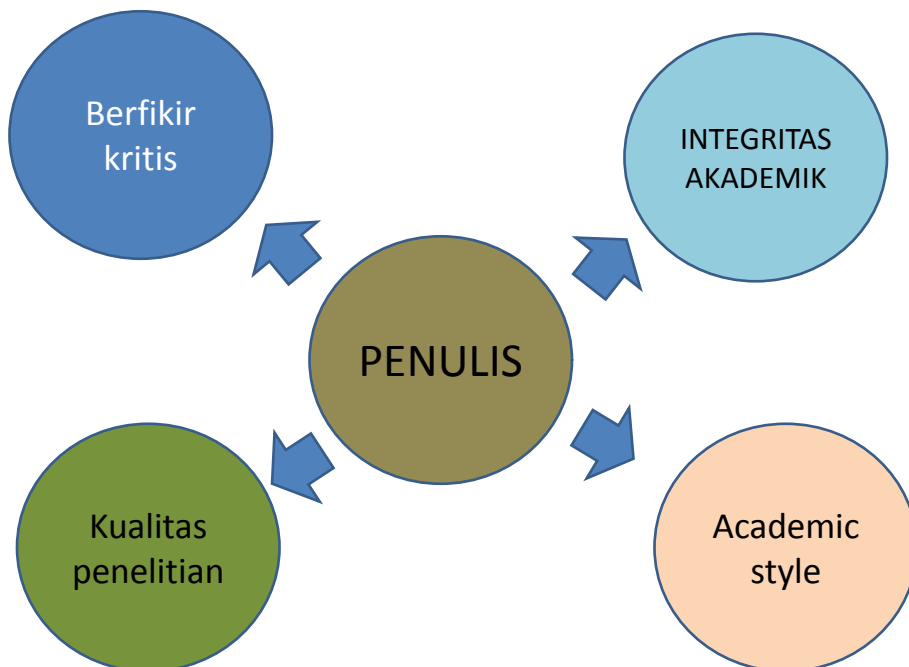 Berfikir
kritis
INTEGRITAS
AKADEMIK
PENULIS
Kualitas
penelitian
Academic
style